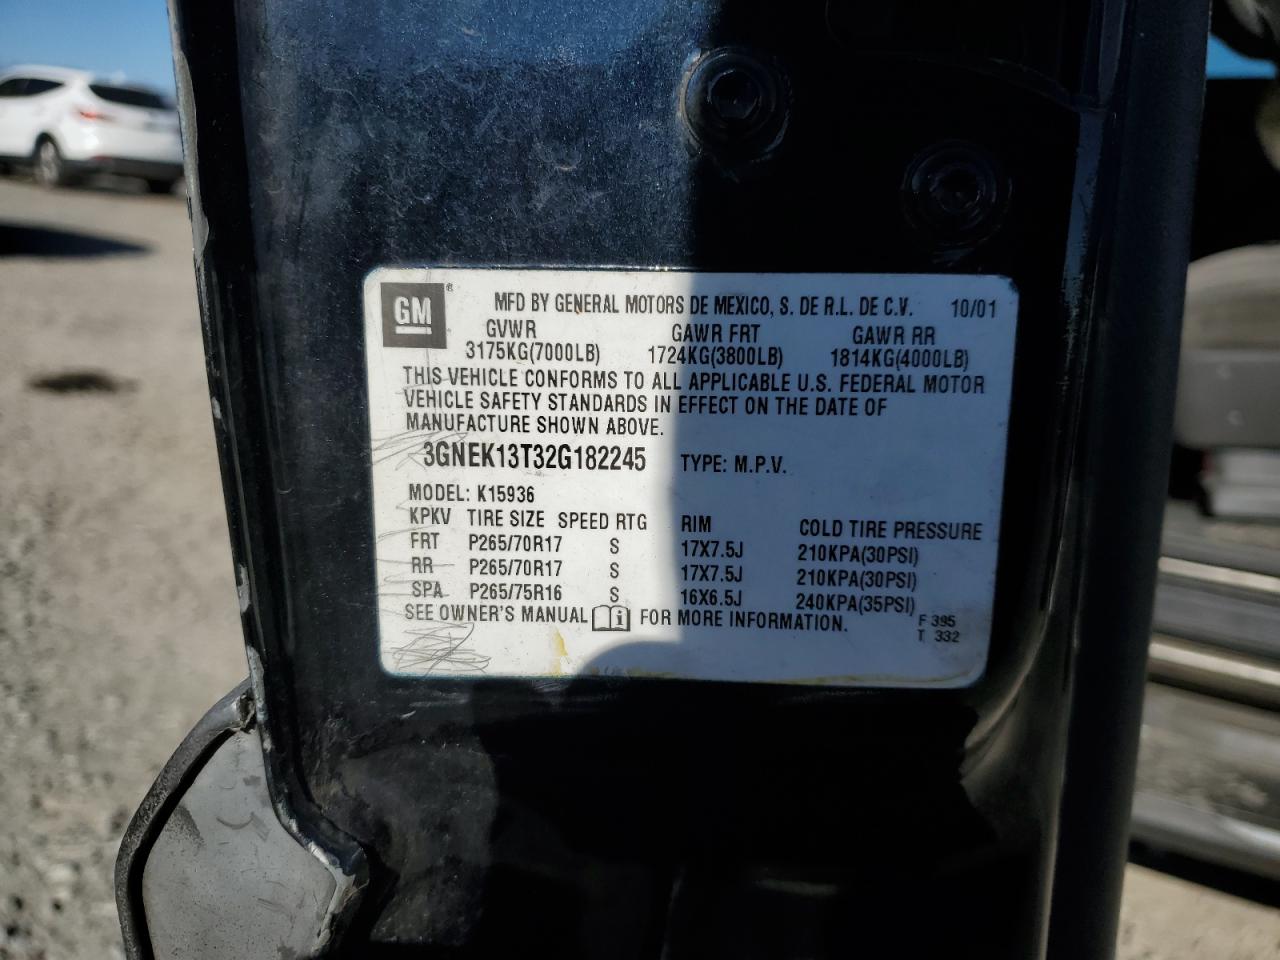 GM® MFD BY GENERAL MOTORS DE MEXICO, S. DE R.L. DE C.V. 10/01
GVWR GAWR FRT GAWR RR
3175KG(7000LB) 1724KG(3800LB) 1814KG(4000LB)
THIS VEHICLE CONFORMS TO ALL APPLICABLE U.S. FEDERAL MOTOR
VEHICLE SAFETY STANDARDS IN EFFECT ON THE DATE OF
MANUFACTURE SHOWN ABOVE.
3GNEK13T32G182245 TYPE: M.P.V.
MODEL: K15936
KPKV TIRE SIZE SPEED RTG RIM COLD TIRE PRESSURE
FRT P265/70R17 S 17X7.5J 210KPA(30PSI)
RR P265/70R17 S 17X7.5J 210KPA(30PSI)
SPA P265/75R16 S 16X6.5J 240KPA(35PSI)
SEE OWNER'S MANUAL i FOR MORE INFORMATION.
F 395
T 332